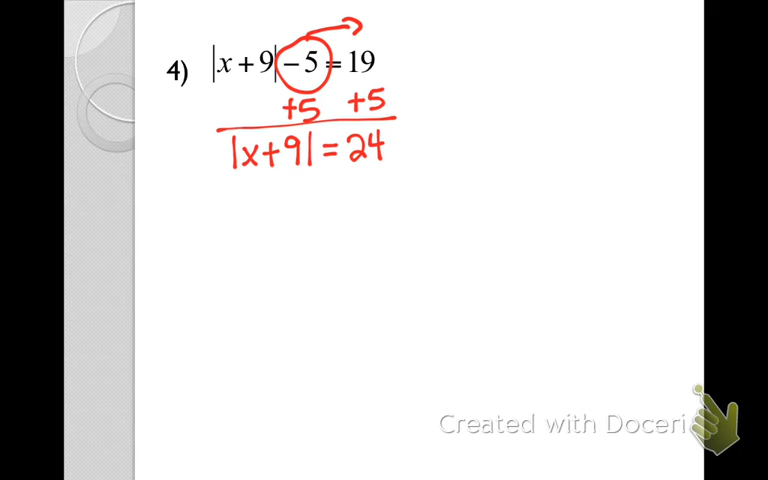 4) |x + 9| − 5 = 19
+5 +5
|x+9| = 24
Created with Doceri